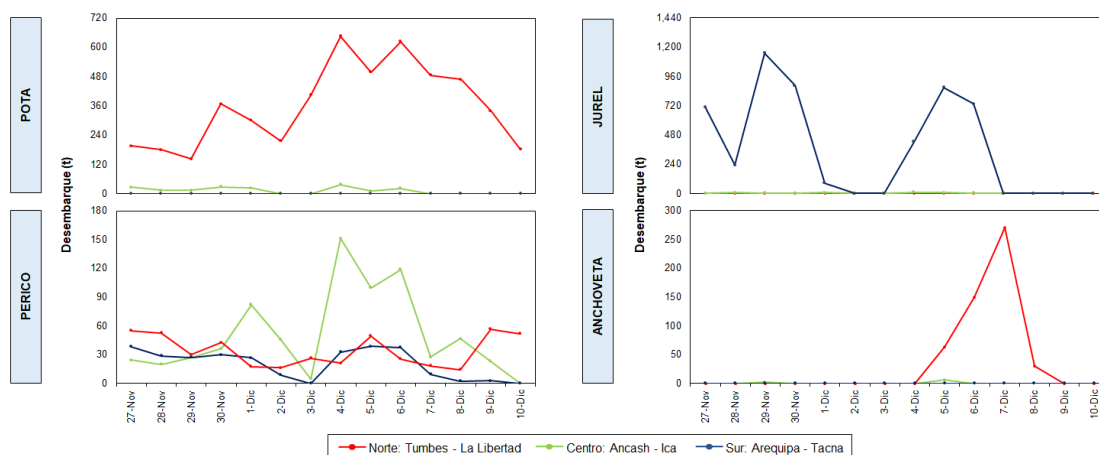 POTA
Desembarque (t)
720
600
480
360
240
120
0
JUREL
Desembarque (t)
1,440
1,200
960
720
480
240
0
PERICO
180
150
120
90
60
30
0
27-Nov
28-Nov
29-Nov
30-Nov
1-Dic
2-Dic
3-Dic
4-Dic
5-Dic
6-Dic
7-Dic
8-Dic
9-Dic
10-Dic
ANCHOVETA
300
250
200
150
100
50
0
27-Nov
28-Nov
29-Nov
30-Nov
1-Dic
2-Dic
3-Dic
4-Dic
5-Dic
6-Dic
7-Dic
8-Dic
9-Dic
10-Dic
Norte: Tumbes - La Libertad Centro: Ancash - Ica Sur: Arequipa - Tacna